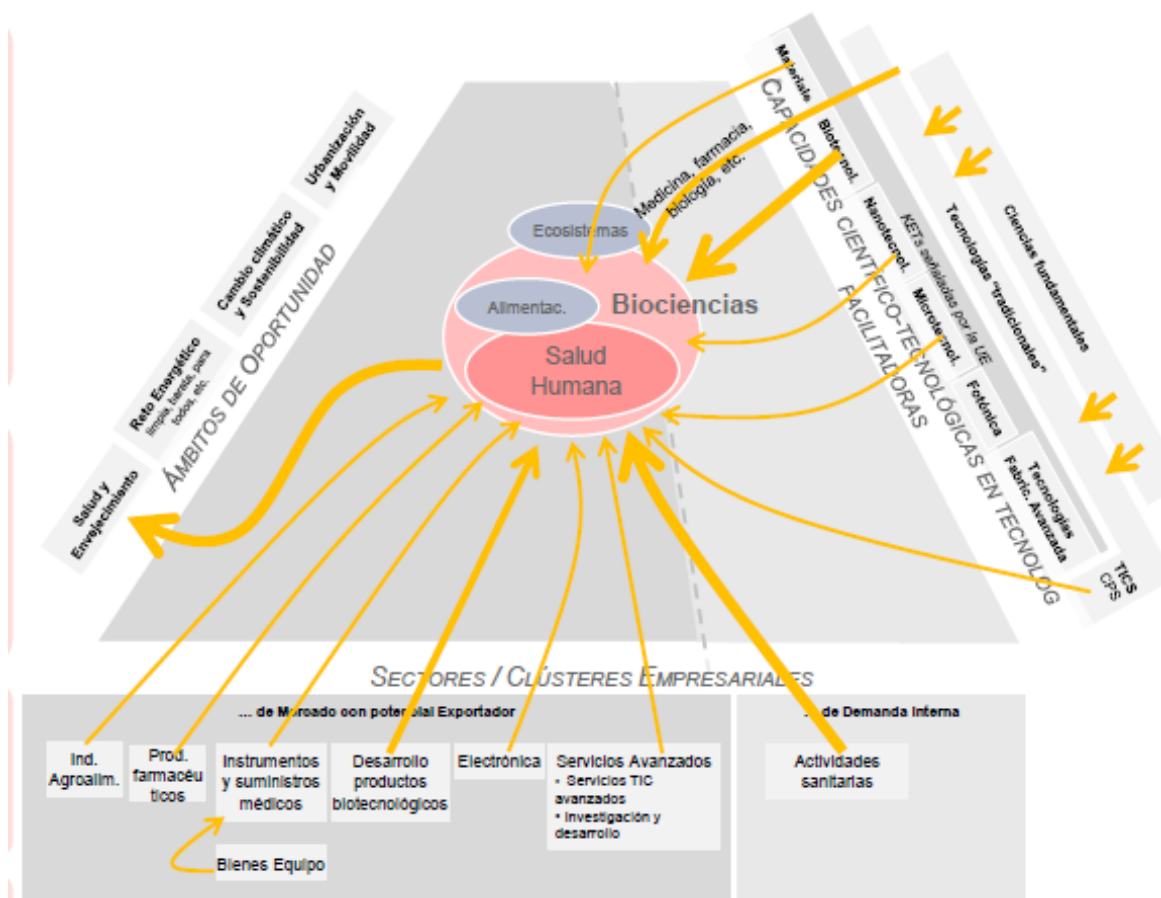 Urbanización
y Movilidad
Cambio climático
y Sostenibilidad
Reto Energético
limpia, barata, para
todos, etc.
Salud y
Envejecimiento
ÁMBITOS DE OPORTUNIDAD
Medicina, farmacia,
biología, etc.
Ecosistemas
Alimentac.
Biociencias
Salud
Humana
Materiale.
Biotecnol.
Nanotecnol.
Microtecnol.
Fotónica
Tecnologías
Fabric. Avanzada
TICS
CPS
KETs señaladas por la UE
Tecnologías "tradicionales"
Ciencias fundamentales
CAPACIDADES CIENTÍFICO-TECNOLÓGICAS EN TECNOLOG
FACILITADORAS
SECTORES / CLÚSTERES EMPRESARIALES
... de Mercado con potencial Exportador
... de Demanda Interna
Ind.
Agroalim.
Prod.
farmacéu
ticos
Instrumentos
y suministros
médicos
Desarrollo
productos
biotecnológicos
Electrónica
Servicios Avanzados
• Servicios TIC
avanzados
• Investigación y
desarrollo
Actividades
sanitarias
Bienes Equipo